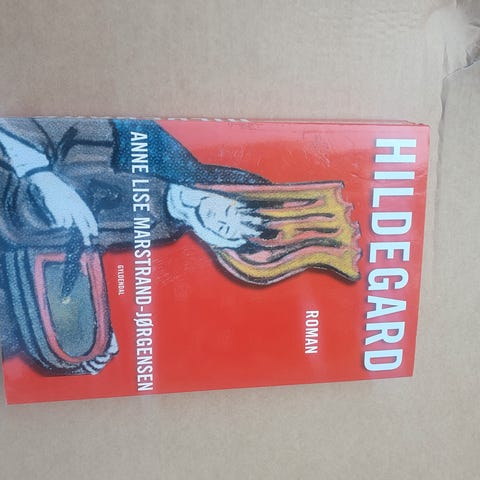 HILDEGARD
ROMAN
ANNE LISE MARSTRAND-JØRGENSEN
GYLDENDAL